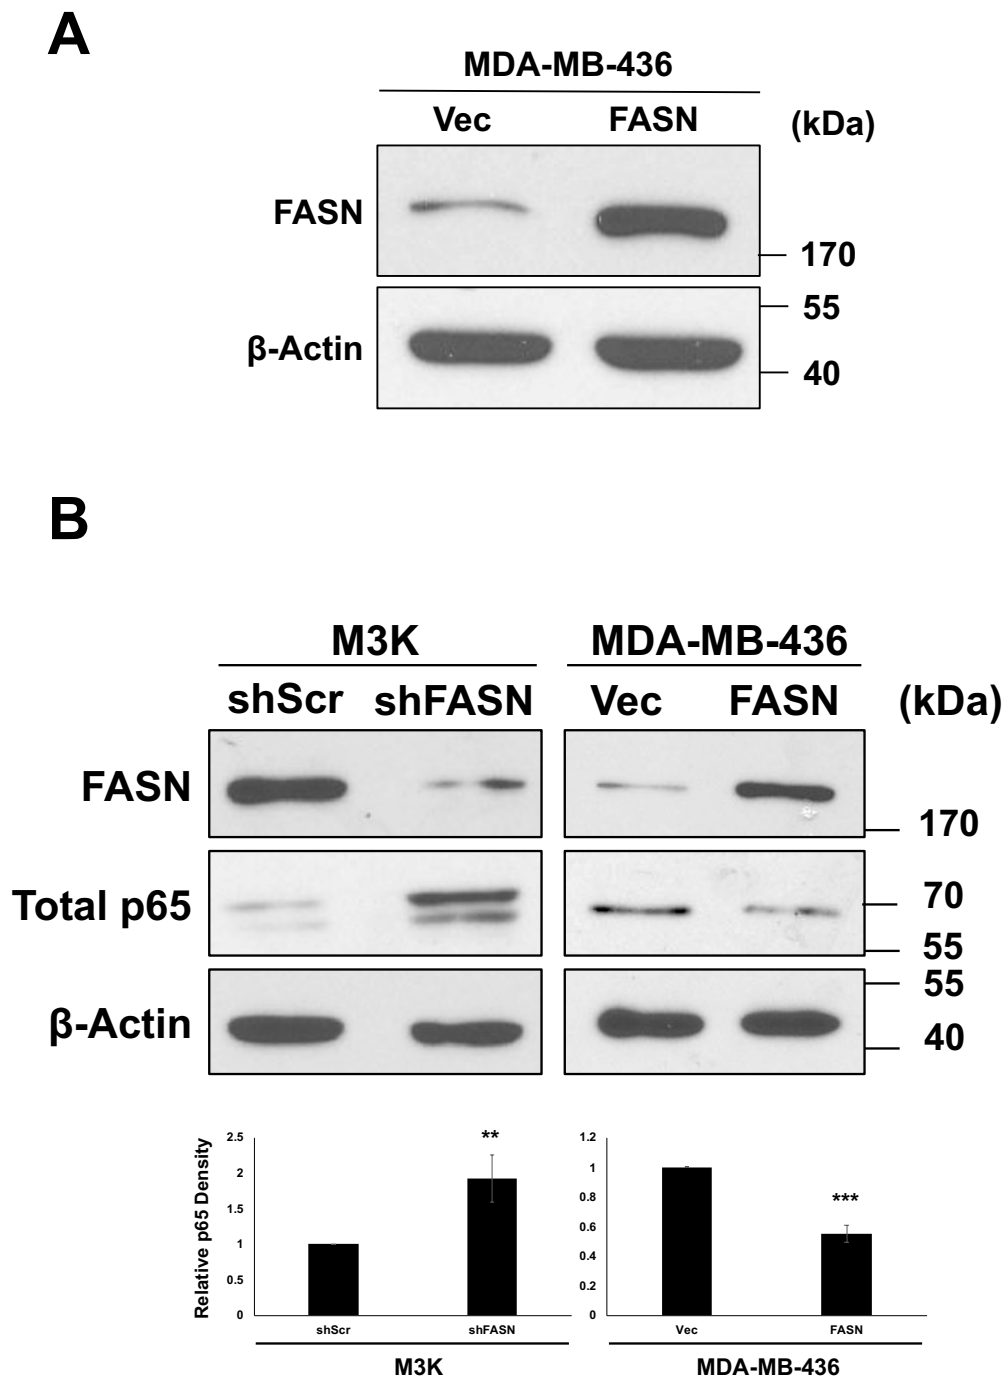 A
MDA-MB-436
Vec FASN (kDa)
FASN
170
55
β-Actin
40
B
M3K MDA-MB-436
shScr shFASN Vec FASN (kDa)
FASN
170
Total p65
70
55
55
β-Actin
40
Relative p65 Density
2.5
2
1.5
1
0.5
0
**
shScr shFASN
M3K
1.2
1
0.8
0.6
0.4
0.2
0
***
Vec FASN
MDA-MB-436